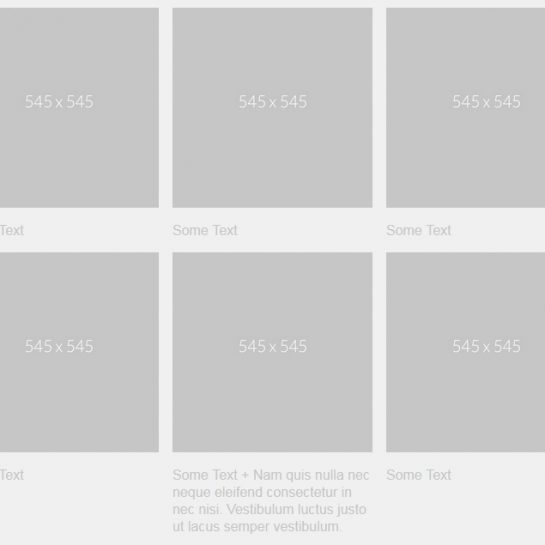 545 x 545
545 x 545
545 x 545
Text
Some Text
Some Text
545 x 545
545 x 545
545 x 545
Text
Some Text + Nam quis nulla nec
neque eleifend consectetur in
nec nisi. Vestibulum luctus justo
ut lacus semper vestibulum.
Some Text